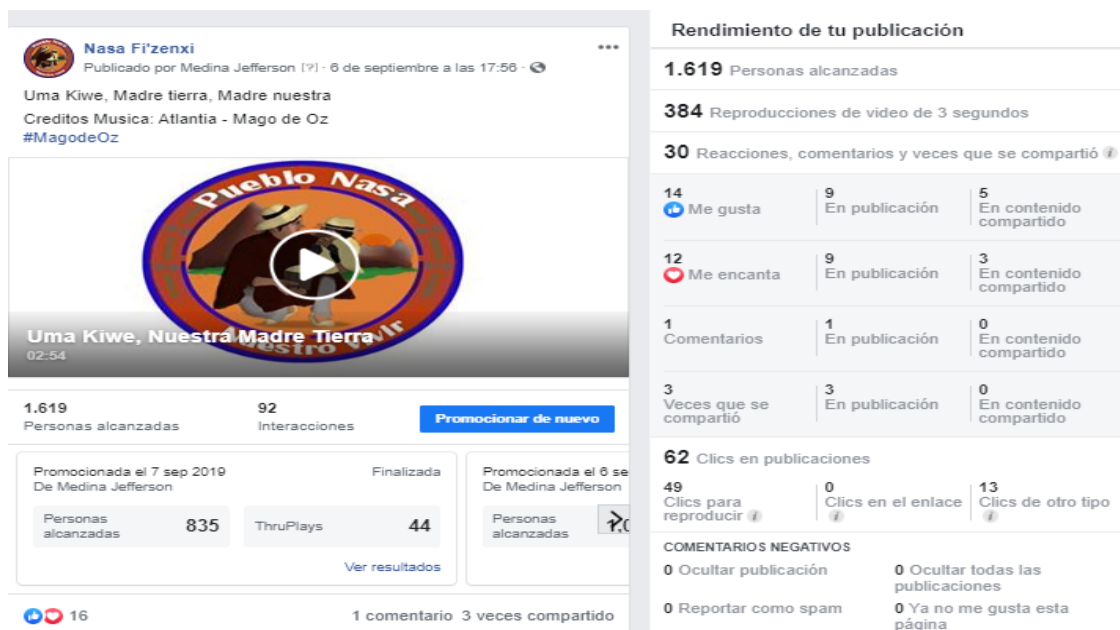 Nasa Fi'zenxi
Publicado por Medina Jefferson [?] · 6 de septiembre a las 17:56 ·
Uma Kiwe, Madre tierra, Madre nuestra
Creditos Musica: Atlantia - Mago de Oz
#MagodeOz
Pueblo Nasa
Uma Kiwe, Nuestra Madre Tierra
Nuestro Vivir
02:54
1.619
Personas alcanzadas
92
Interacciones
Promocionar de nuevo
Promocionada el 7 sep 2019
De Medina Jefferson
Finalizada
Personas
alcanzadas
835
ThruPlays
44
Ver resultados
Promocionada el 6 se
De Medina Jefferson
Personas
alcanzadas
16
1 comentario 3 veces compartido
Rendimiento de tu publicación
1.619 Personas alcanzadas
384 Reproducciones de video de 3 segundos
30 Reacciones, comentarios y veces que se compartió
14
Me gusta
9
En publicación
5
En contenido
compartido
12
Me encanta
9
En publicación
3
En contenido
compartido
1
Comentarios
1
En publicación
0
En contenido
compartido
3
Veces que se
compartió
3
En publicación
0
En contenido
compartido
62 Clics en publicaciones
49
Clics para
reproducir
0
Clics en el enlace
13
Clics de otro tipo
COMENTARIOS NEGATIVOS
0 Ocultar publicación
0 Ocultar todas las
publicaciones
0 Reportar como spam
0 Ya no me gusta esta
página